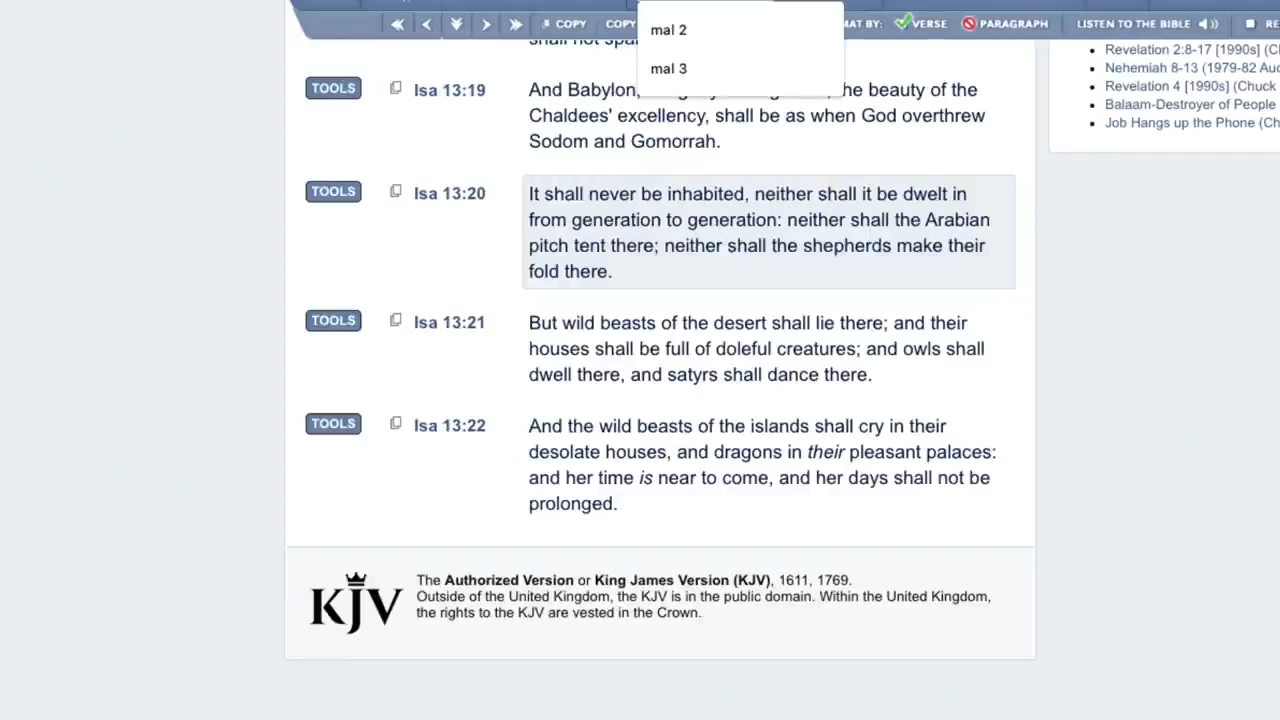 COPY COPY MAT BY: VERSE PARAGRAPH LISTEN TO THE BIBLE RE
mal 2
mal 3
shall not spa
Revelation 2:8-17 [1990s] (C
Nehemiah 8-13 (1979-82 Aud
Revelation 4 [1990s] (Chuck
Balaam-Destroyer of People
Job Hangs up the Phone (Ch
TOOLS Isa 13:19 And Babylon, the beauty of the
Chaldees' excellency, shall be as when God overthrew
Sodom and Gomorrah.
TOOLS Isa 13:20 It shall never be inhabited, neither shall it be dwelt in
from generation to generation: neither shall the Arabian
pitch tent there; neither shall the shepherds make their
fold there.
TOOLS Isa 13:21 But wild beasts of the desert shall lie there; and their
houses shall be full of doleful creatures; and owls shall
dwell there, and satyrs shall dance there.
TOOLS Isa 13:22 And the wild beasts of the islands shall cry in their
desolate houses, and dragons in their pleasant palaces:
and her time is near to come, and her days shall not be
prolonged.
KJV
The Authorized Version or King James Version (KJV), 1611, 1769.
Outside of the United Kingdom, the KJV is in the public domain. Within the United Kingdom,
the rights to the KJV are vested in the Crown.